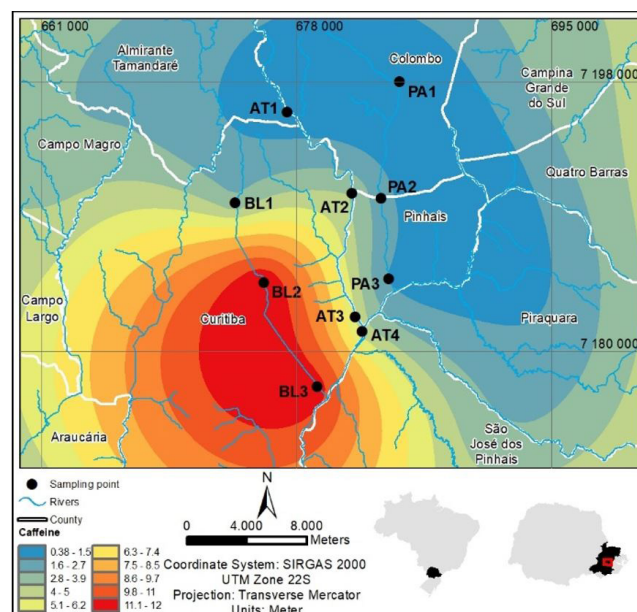 661 000
678 000
695 000
Almirante
Tamandaré
Colombo
7 198 000
Campina
Grande
do Sul
PA1
AT1
Campo Magro
Quatro Barras
BL1
AT2
PA2
Pinhais
BL2
PA3
Campo
Largo
Curitiba
AT3
AT4
Piraquara
7 180 000
BL3
Araucária
São
José dos
Pinhais
Sampling point
Rivers
County
Caffeine
0.38 - 1.5
1.6 - 2.7
2.8 - 3.9
4 - 5
5.1 - 6.2
6.3 - 7.4
7.5 - 8.5
8.6 - 9.7
9.8 - 11
11.1 - 12
N
0 4.000 8.000
Meters
Coordinate System: SIRGAS 2000
UTM Zone 22S
Projection: Transverse Mercator
Units: Meter